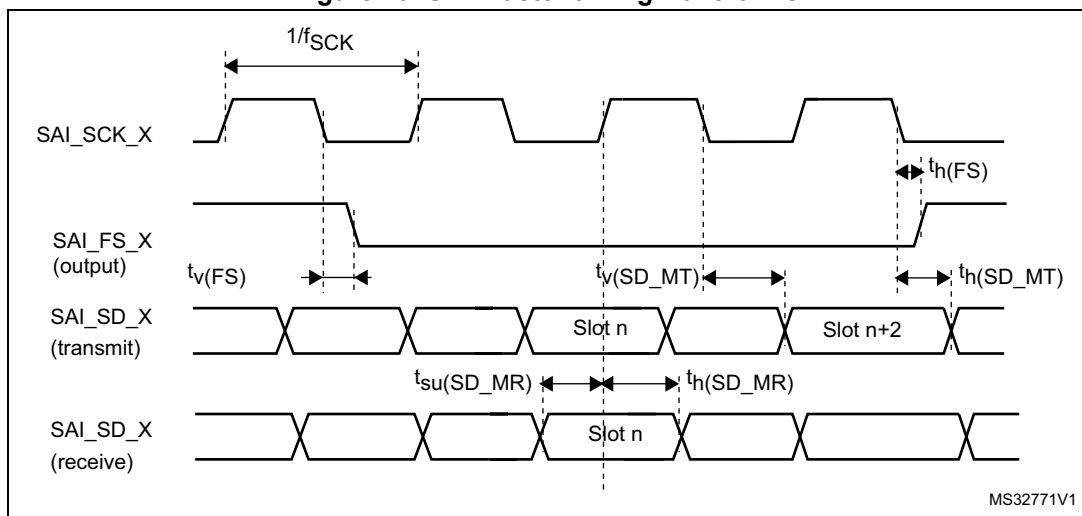 1/fSCK
SAI_SCK_X
th(FS)
SAI_FS_X
(output)
tv(FS)
tv(SD_MT)
th(SD_MT)
SAI_SD_X
(transmit)
Slot n
Slot n+2
tsu(SD_MR)
th(SD_MR)
SAI_SD_X
(receive)
Slot n
MS32771V1